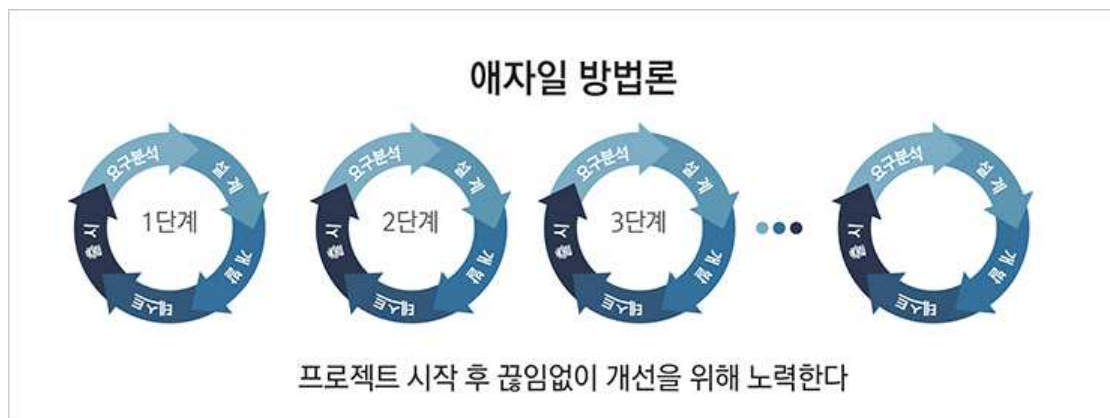 애자일 방법론
요구분석
설계
개발
테스트
출시
1단계
요구분석
설계
개발
테스트
출시
2단계
요구분석
설계
개발
테스트
출시
3단계
요구분석
설계
개발
테스트
출시
프로젝트 시작 후 끊임없이 개선을 위해 노력한다